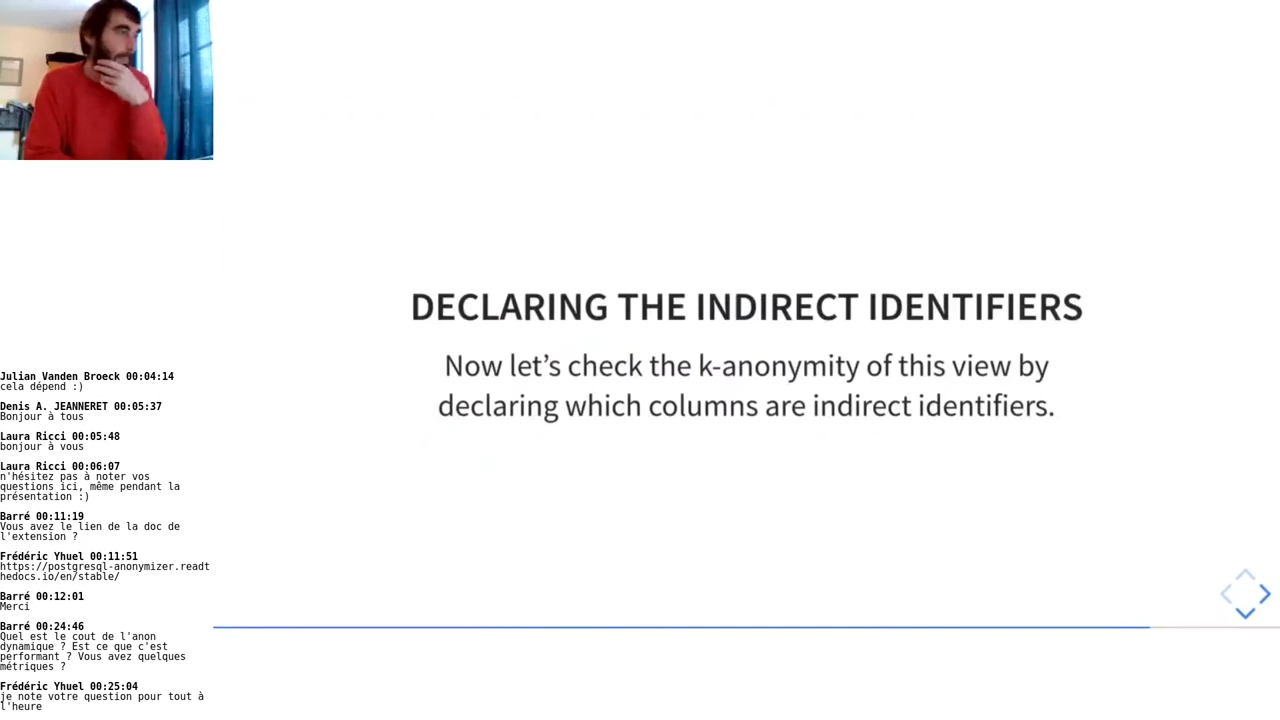 DECLARING THE INDIRECT IDENTIFIERS
Now let’s check the k-anonymity of this view by
declaring which columns are indirect identifiers.
Julian Vanden Broeck 00:04:14
cela dépend :)
Denis A. JEANNERET 00:05:37
Bonjour à tous
Laura Ricci 00:05:48
bonjour à vous
Laura Ricci 00:06:07
n'hésitez pas à noter vos
questions ici, même pendant la
présentation :)
Barré 00:11:19
Vous avez le lien de la doc de
l'extension ?
Frédéric Yhuel 00:11:51
https://postgresql-anonymizer.readt
hedocs.io/en/stable/
Barré 00:12:01
Merci
Barré 00:24:46
Quel est le cout de l'anon
dynamique ? Est ce que c'est
performant ? Vous avez quelques
métriques ?
Frédéric Yhuel 00:25:04
je note votre question pour tout à
l'heure